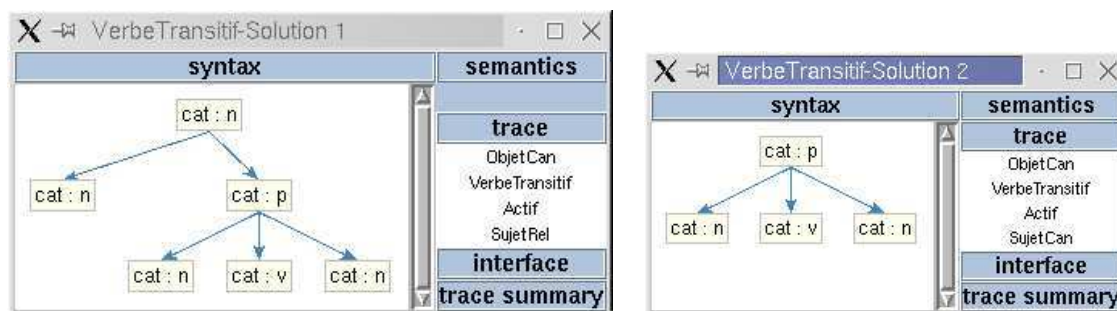 VerbeTransitif-Solution 1
syntax
semantics
cat : n
cat : n
cat : p
cat : n
cat : v
cat : n
trace
ObjetCan
VerbeTransitif
Actif
SujetRel
interface
trace summary
VerbeTransitif-Solution 2
syntax
semantics
cat : p
cat : n
cat : v
cat : n
trace
ObjetCan
VerbeTransitif
Actif
SujetCan
interface
trace summary